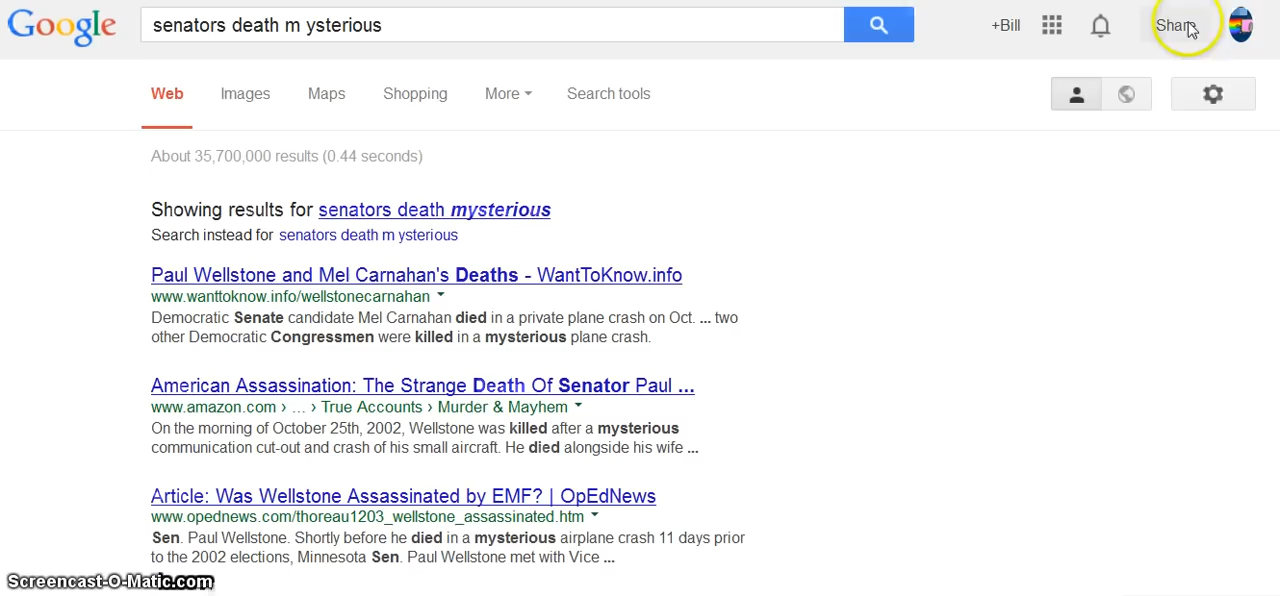 Google
senators death m ysterious
+Bill
Share
Web Images Maps Shopping More Search tools
About 35,700,000 results (0.44 seconds)
Showing results for senators death mysterious
Search instead for senators death m ysterious
Paul Wellstone and Mel Carnahan's Deaths - WantToKnow.info
www.wanttoknow.info/wellstonecarnahan
Democratic Senate candidate Mel Carnahan died in a private plane crash on Oct. ... two
other Democratic Congressmen were killed in a mysterious plane crash.
American Assassination: The Strange Death Of Senator Paul ...
www.amazon.com › ... › True Accounts › Murder & Mayhem
On the morning of October 25th, 2002, Wellstone was killed after a mysterious
communication cut-out and crash of his small aircraft. He died alongside his wife ...
Article: Was Wellstone Assassinated by EMF? | OpEdNews
www.opednews.com/thoreau1203_wellstone_assassinated.htm
Sen. Paul Wellstone. Shortly before he died in a mysterious airplane crash 11 days prior
to the 2002 elections, Minnesota Sen. Paul Wellstone met with Vice ...
Screencast-O-Matic.com